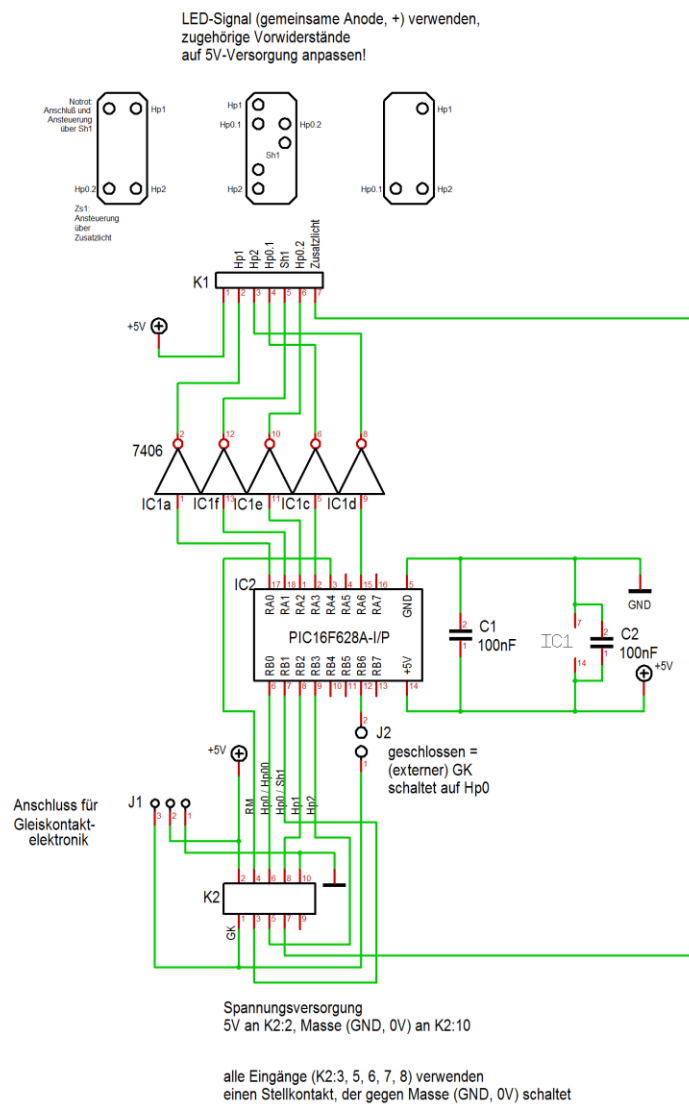 LED-Signal (gemeinsame Anode, +) verwenden,
zugehörige Vorwiderstände
auf 5V-Versorgung anpassen!
Notrot:
Anschluß und
Ansteuerung
über Sh1
Hp1
Hp0.2
Hp2
Zs1:
Ansteuerung
über
Zusatzlicht
Hp1
Hp0.1
Hp0.2
Sh1
Hp2
Hp1
Hp0.1
Hp2
Hp1
Hp2
Hp0.1
Sh1
Hp0.2
Zusatzlicht
K1
1 2 3 4 5 6 7
+5V
2 12 10 6 8
7406
IC1a IC1f IC1e IC1c IC1d
1 13 11 5 9
IC2
17 18 1 2 3 4 15 16 5
RA0 RA1 RA2 RA3 RA4 RA5 RA6 RA7 GND
PIC16F628A-I/P
RB0 RB1 RB2 RB3 RB4 RB5 RB6 RB7 +5V
6 7 8 9 10 11 12 13 14
2
C1
1
100nF
7
IC1
14
2
C2
1
100nF
GND
+5V
2
J2
1
geschlossen =
(externer) GK
schaltet auf Hp0
+5V
RM
Hp0 / Hp00
Hp0 / Sh1
Hp1
Hp2
Anschluss für
Gleiskontakt-
elektronik
J1
3 2 1
2 4 6 8 10
K2
1 3 5 7 9
GK
Spannungsversorgung
5V an K2:2, Masse (GND, 0V) an K2:10
alle Eingänge (K2:3, 5, 6, 7, 8) verwenden
einen Stellkontakt, der gegen Masse (GND, 0V) schaltet